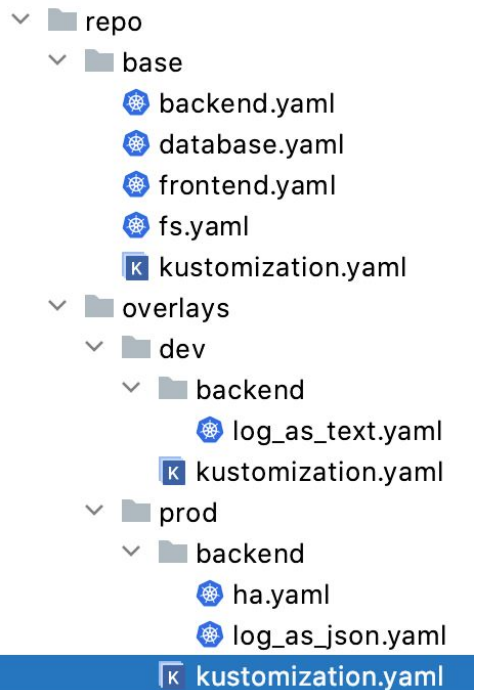 repo
base
backend.yaml
database.yaml
frontend.yaml
fs.yaml
K kustomization.yaml
overlays
dev
backend
log_as_text.yaml
K kustomization.yaml
prod
backend
ha.yaml
log_as_json.yaml
K kustomization.yaml